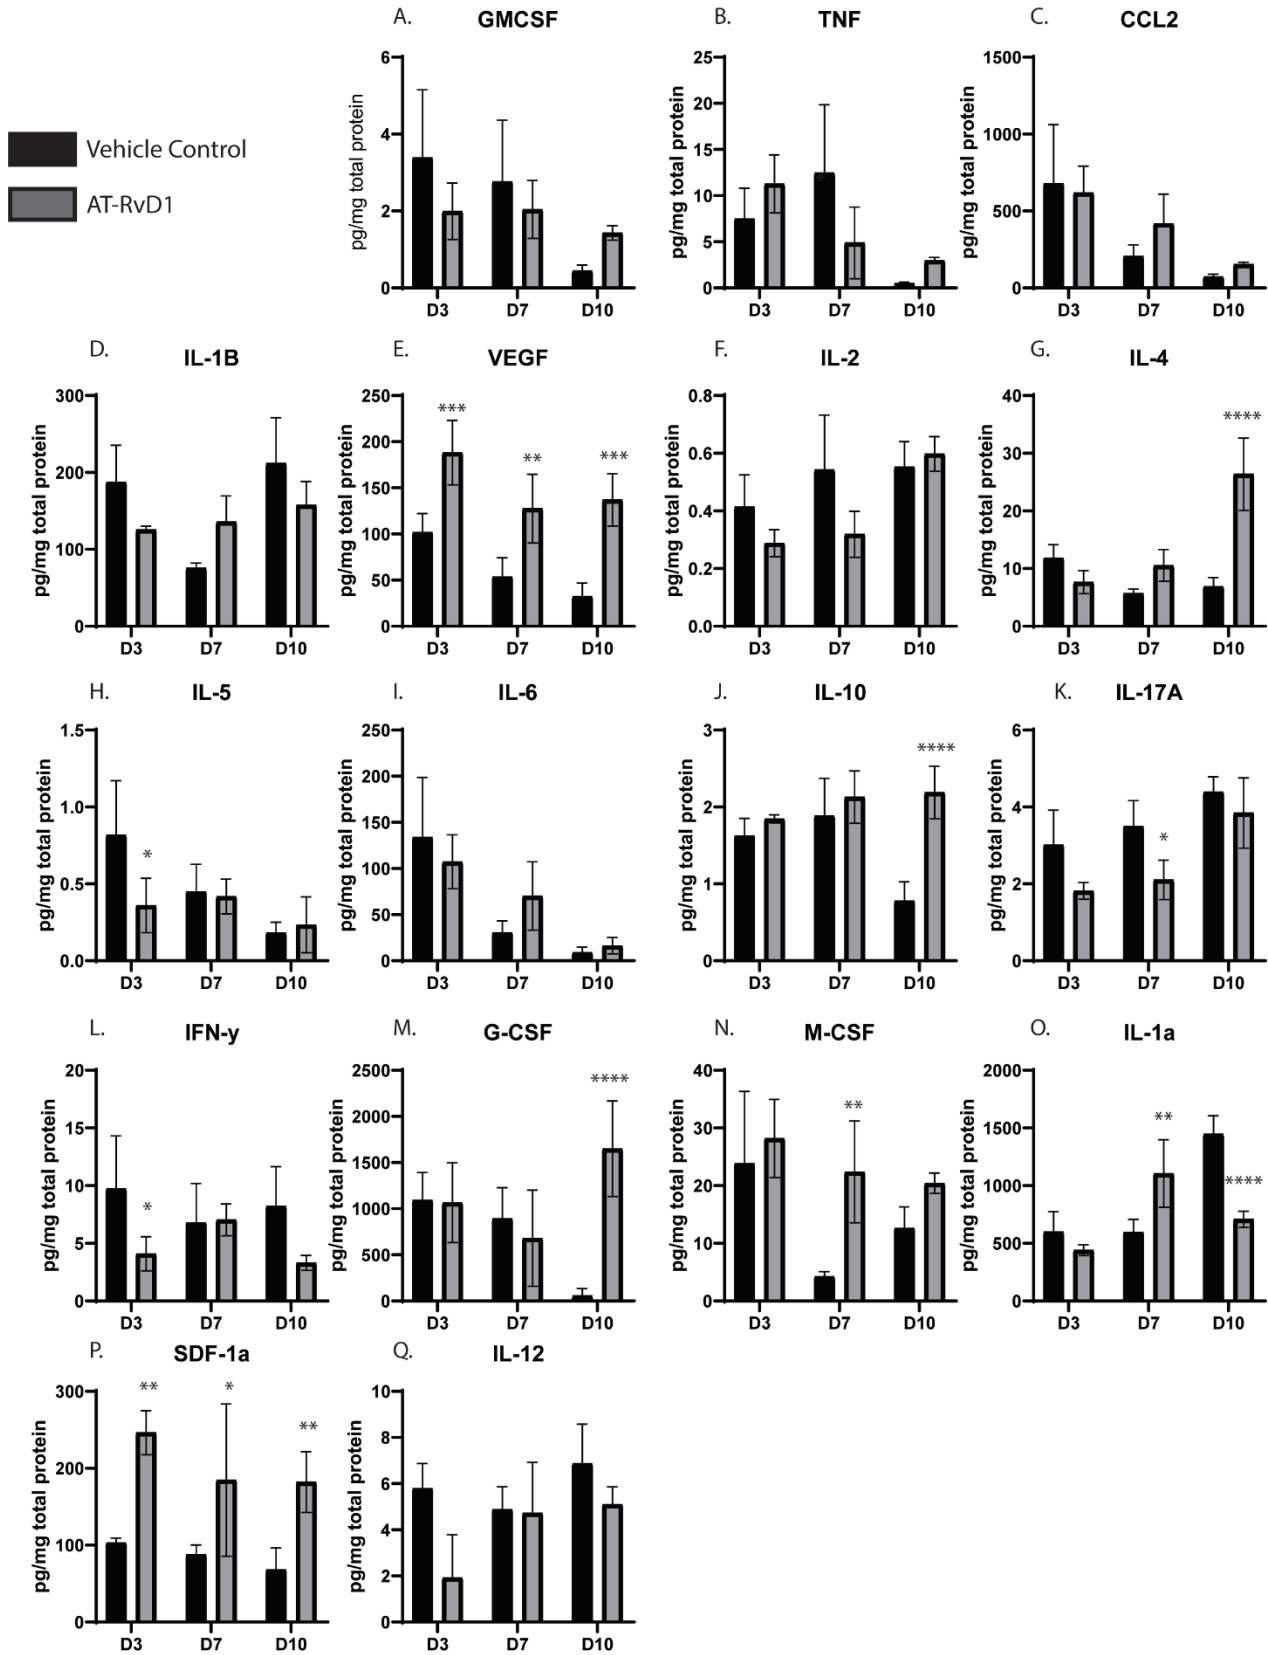 A. GMCSF
B. TNF
C. CCL2
Vehicle Control
AT-RvD1
pg/mg total protein
6
4
2
0
D3 D7 D10
pg/mg total protein
25
20
15
10
5
0
D3 D7 D10
pg/mg total protein
1500
1000
500
0
D3 D7 D10
D. IL-1B
pg/mg total protein
300
200
100
0
D3 D7 D10
E. VEGF
pg/mg total protein
250
200
150
100
50
0
*** ** ***
D3 D7 D10
F. IL-2
pg/mg total protein
0.8
0.6
0.4
0.2
0.0
D3 D7 D10
G. IL-4
pg/mg total protein
40
30
20
10
0
****
D3 D7 D10
H. IL-5
pg/mg total protein
1.5
1.0
0.5
0.0
*
D3 D7 D10
I. IL-6
pg/mg total protein
250
200
150
100
50
0
D3 D7 D10
J. IL-10
pg/mg total protein
3
2
1
0
****
D3 D7 D10
K. IL-17A
pg/mg total protein
6
4
2
0
*
D3 D7 D10
L. IFN-y
pg/mg total protein
20
15
10
5
0
*
D3 D7 D10
M. G-CSF
pg/mg total protein
2500
2000
1500
1000
500
0
****
D3 D7 D10
N. M-CSF
pg/mg total protein
40
30
20
10
0
**
D3 D7 D10
O. IL-1a
pg/mg total protein
2000
1500
1000
500
0
** ****
D3 D7 D10
P. SDF-1a
pg/mg total protein
300
200
100
0
** * **
D3 D7 D10
Q. IL-12
pg/mg total protein
10
8
6
4
2
0
D3 D7 D10